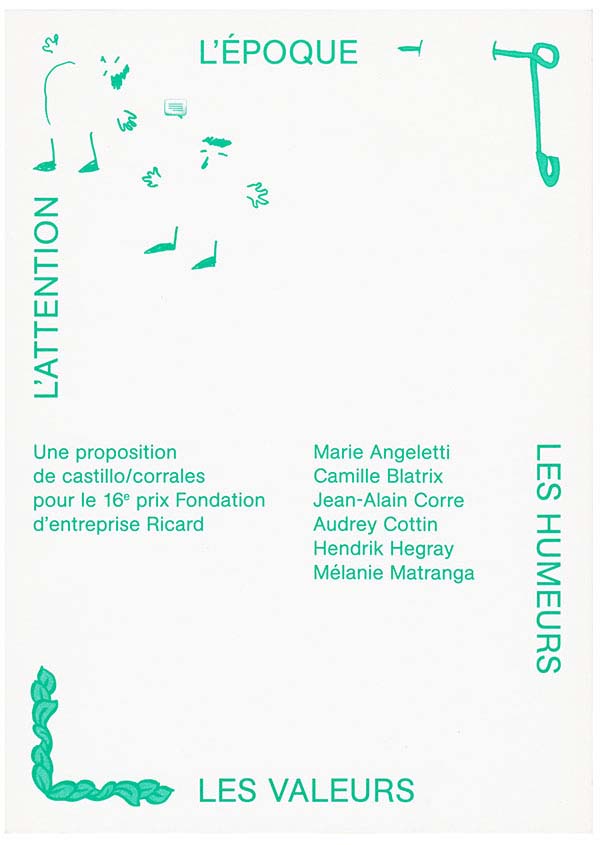 L'ÉPOQUE
L'ATTENTION
LES HUMEURS
Une proposition
de castillo/corrales
pour le 16e prix Fondation
d'entreprise Ricard
Marie Angeletti
Camille Blatrix
Jean-Alain Corre
Audrey Cottin
Hendrik Hegray
Mélanie Matranga
LES VALEURS